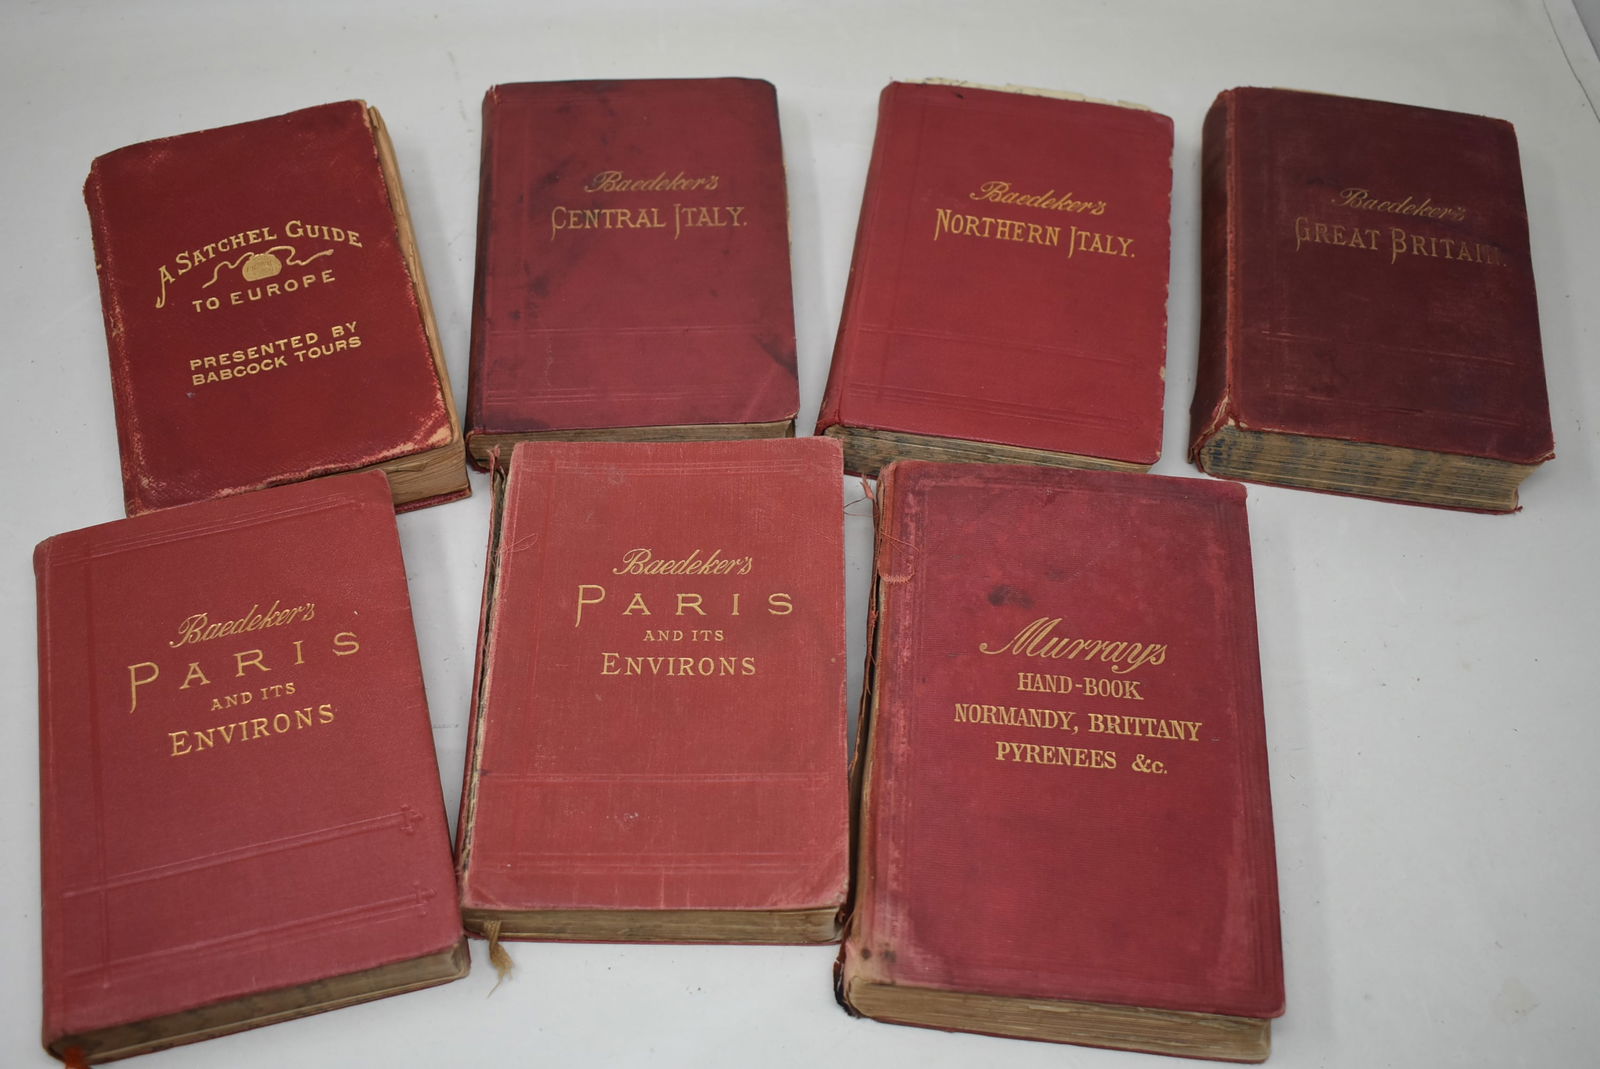 A SATCHEL GUIDE
TO EUROPE
PRESENTED BY
BABCOCK TOURS
Baedeker's
CENTRAL ITALY.
Baedeker's
NORTHERN ITALY.
Baedeker's
GREAT BRITAIN.
Baedeker's
PARIS
AND ITS
ENVIRONS
Baedeker's
PARIS
AND ITS
ENVIRONS
Murray's
HAND-BOOK
NORMANDY, BRITTANY
PYRENEES &c.